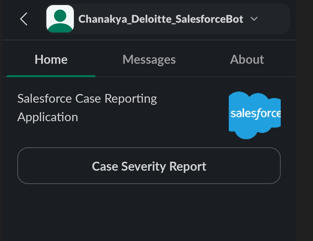 Chanakya_Deloitte_SalesforceBot
Home Messages About
Salesforce Case Reporting
Application
salesforce
Case Severity Report